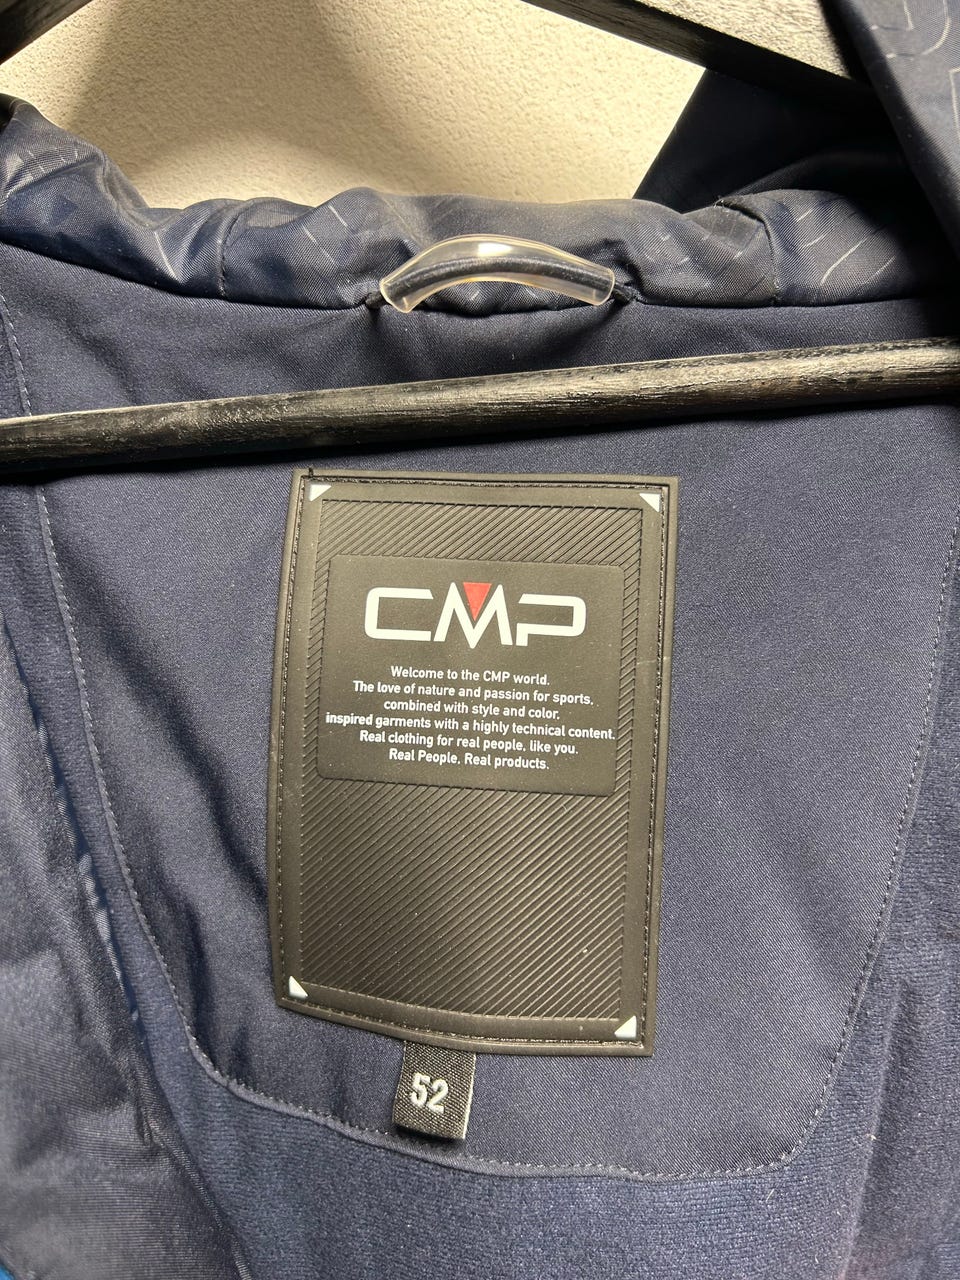 CMP
Welcome to the CMP world.
The love of nature and passion for sports,
combined with style and color,
inspired garments with a highly technical content.
Real clothing for real people, like you.
Real People, Real products.
52